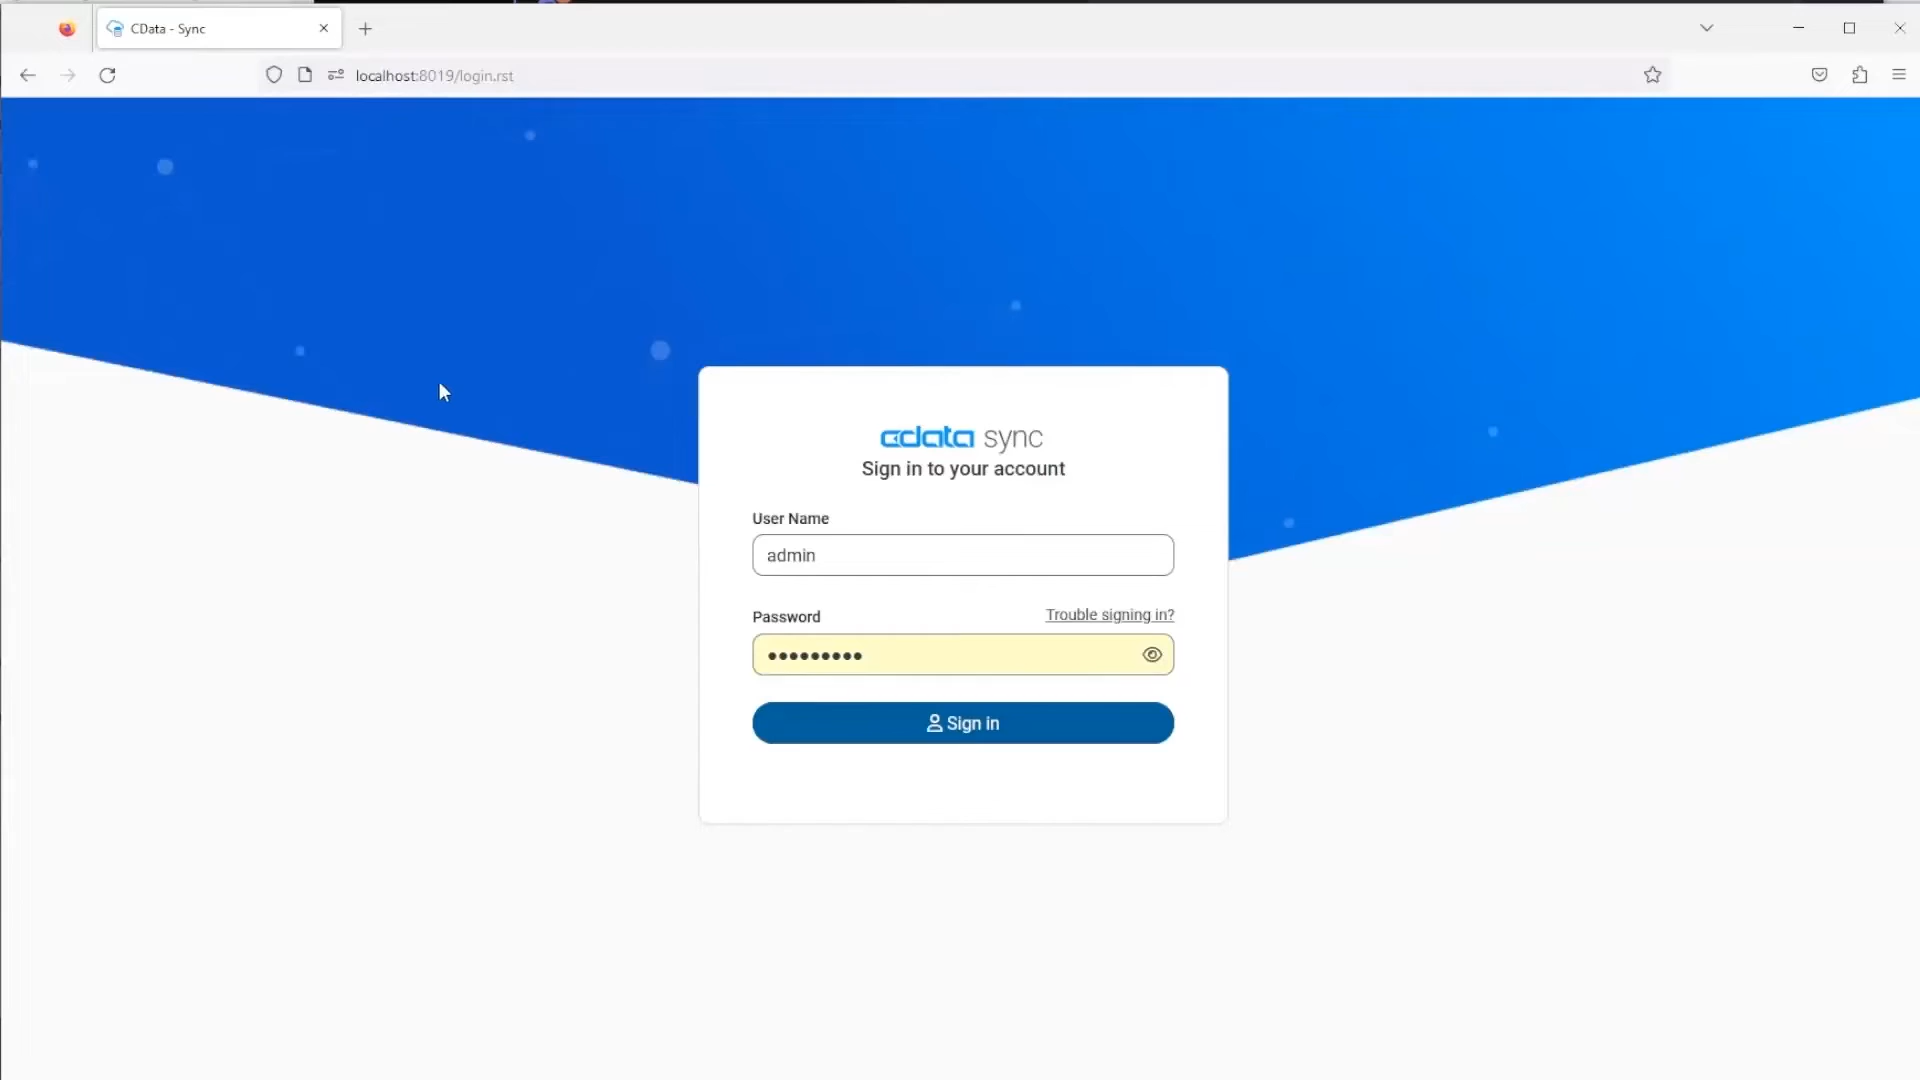 CData - Sync
localhost:8019/login.rst
cdata sync
Sign in to your account
User Name
admin
Password
Trouble signing in?
●●●●●●●●●
Sign in